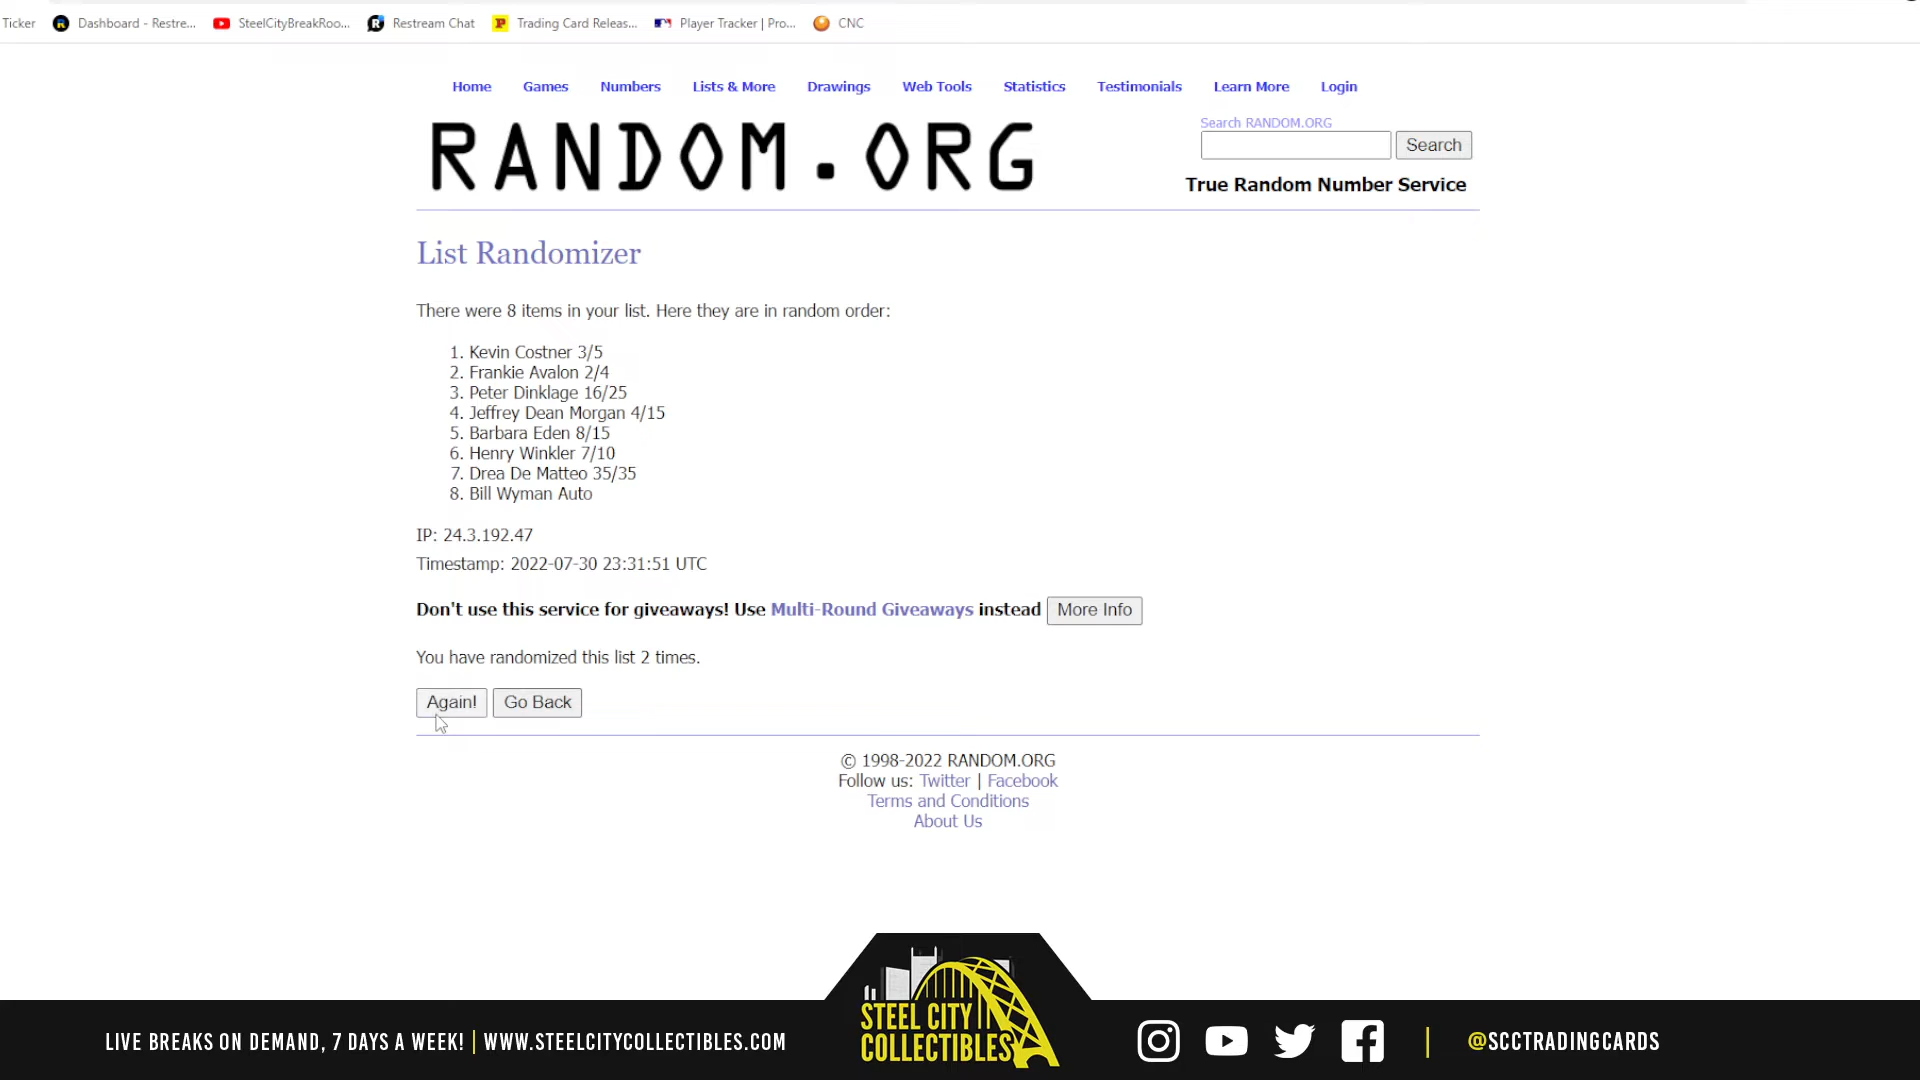 Ticker Dashboard - Restre... SteelCityBreakRoo... Restream Chat Trading Card Releas... Player Tracker | Pro... CNC
Home Games Numbers Lists & More Drawings Web Tools Statistics Testimonials Learn More Login
RANDOM.ORG
Search RANDOM.ORG
Search
True Random Number Service
List Randomizer
There were 8 items in your list. Here they are in random order:
1. Kevin Costner 3/5
2. Frankie Avalon 2/4
3. Peter Dinklage 16/25
4. Jeffrey Dean Morgan 4/15
5. Barbara Eden 8/15
6. Henry Winkler 7/10
7. Drea De Matteo 35/35
8. Bill Wyman Auto
IP: 24.3.192.47
Timestamp: 2022-07-30 23:31:51 UTC
Don't use this service for giveaways! Use Multi-Round Giveaways instead More Info
You have randomized this list 2 times.
Again! Go Back
© 1998-2022 RANDOM.ORG
Follow us: Twitter | Facebook
Terms and Conditions
About Us
STEEL CITY
COLLECTIBLES
LIVE BREAKS ON DEMAND, 7 DAYS A WEEK! | WWW.STEELCITYCOLLECTIBLES.COM
| @SCCTRADINGCARDS